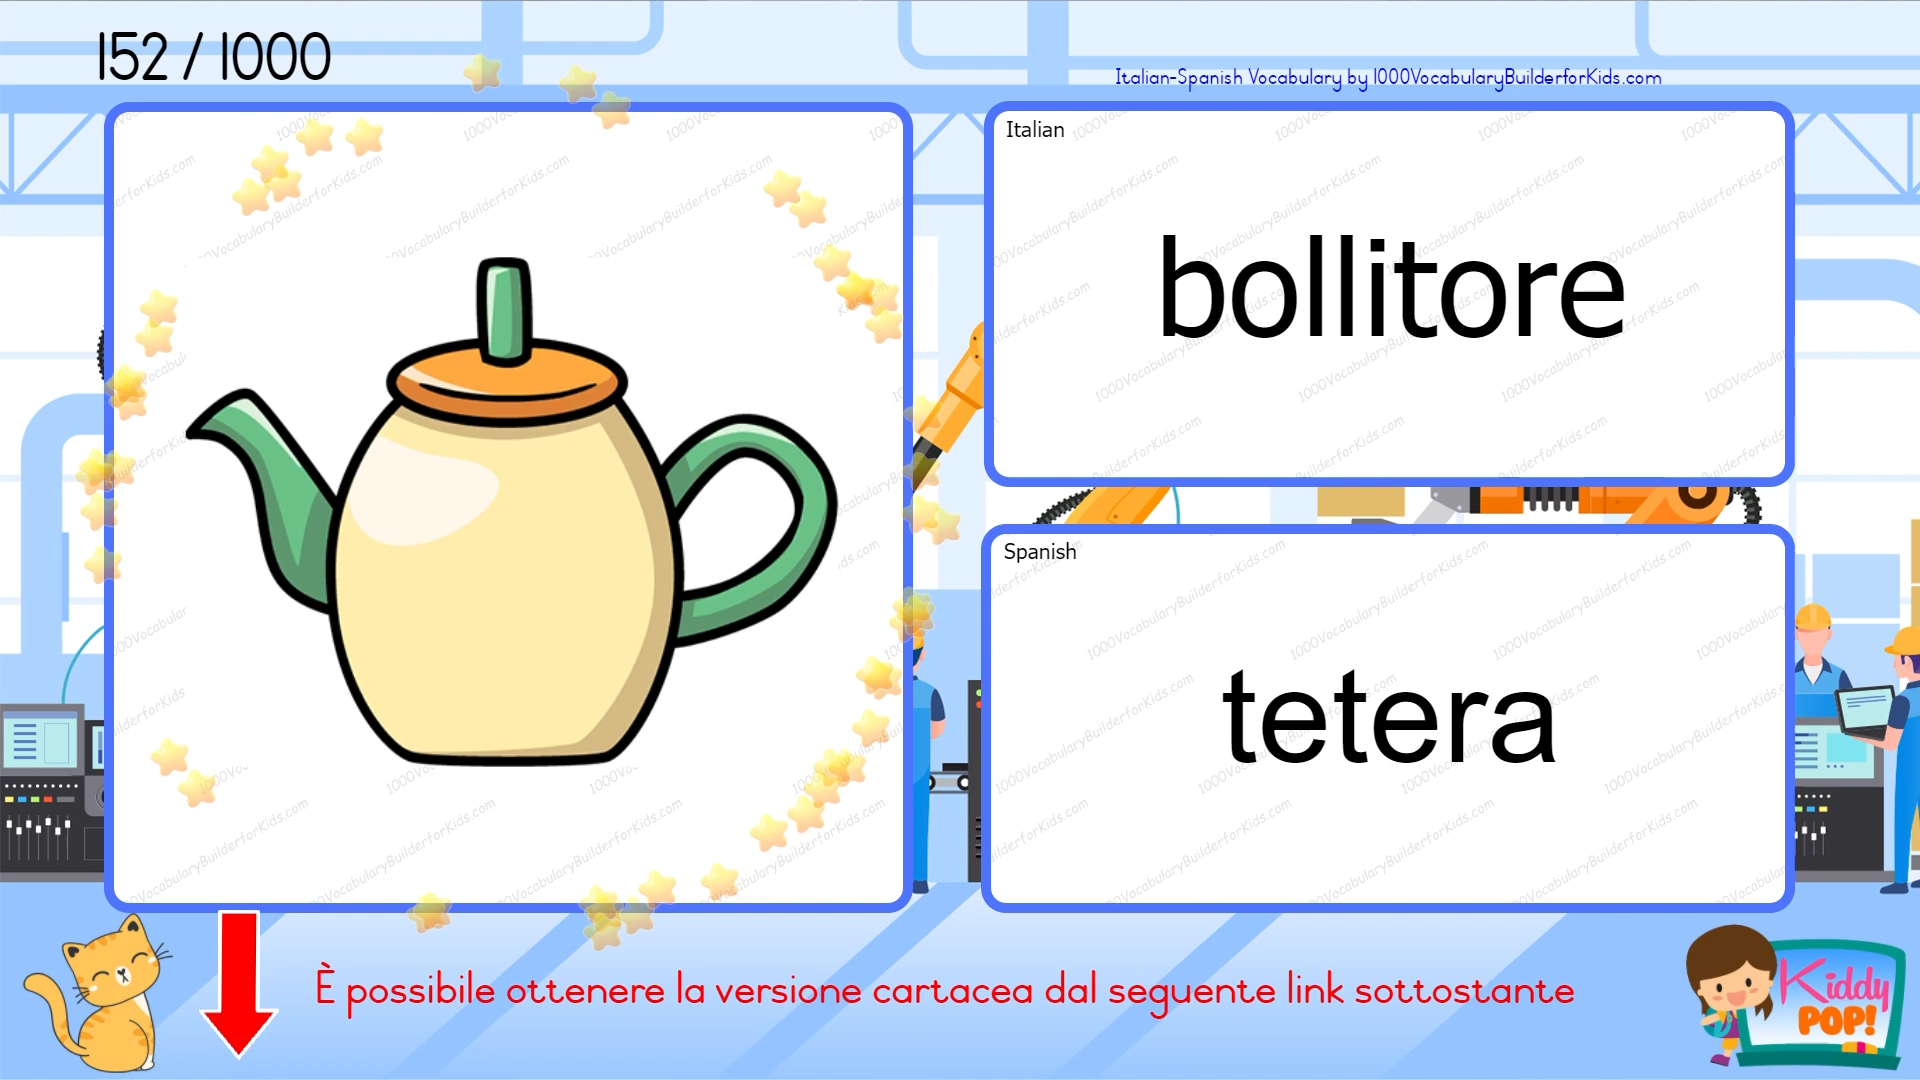 152 / 1000
Italian-Spanish Vocabulary by 1000VocabularyBuilderforKids.com
Italian
bollitore
Spanish
tetera
È possibile ottenere la versione cartacea dal seguente link sottostante
Kiddy
POP!